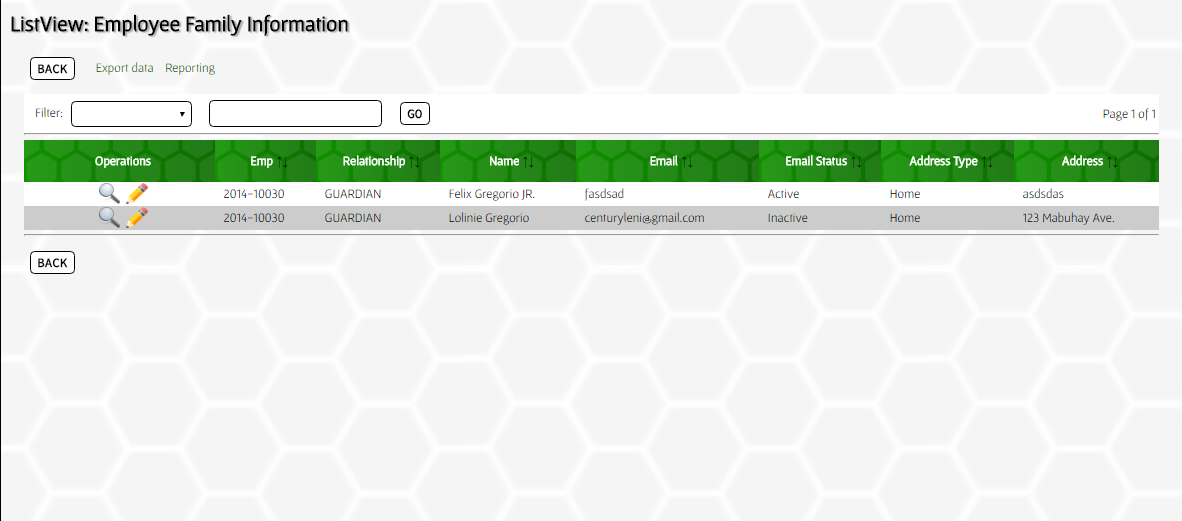 ListView: Employee Family Information
BACK Export data Reporting
Filter: GO Page 1 of 1
Operations Emp ↑↓ Relationship ↑↓ Name ↑↓ Email ↑↓ Email Status ↑↓ Address Type ↑↓ Address ↑↓
2014-10030 GUARDIAN Felix Gregorio JR. fasdsad Active Home asdsdas
2014-10030 GUARDIAN Lolinie Gregorio centuryleni@gmail.com Inactive Home 123 Mabuhay Ave.
BACK